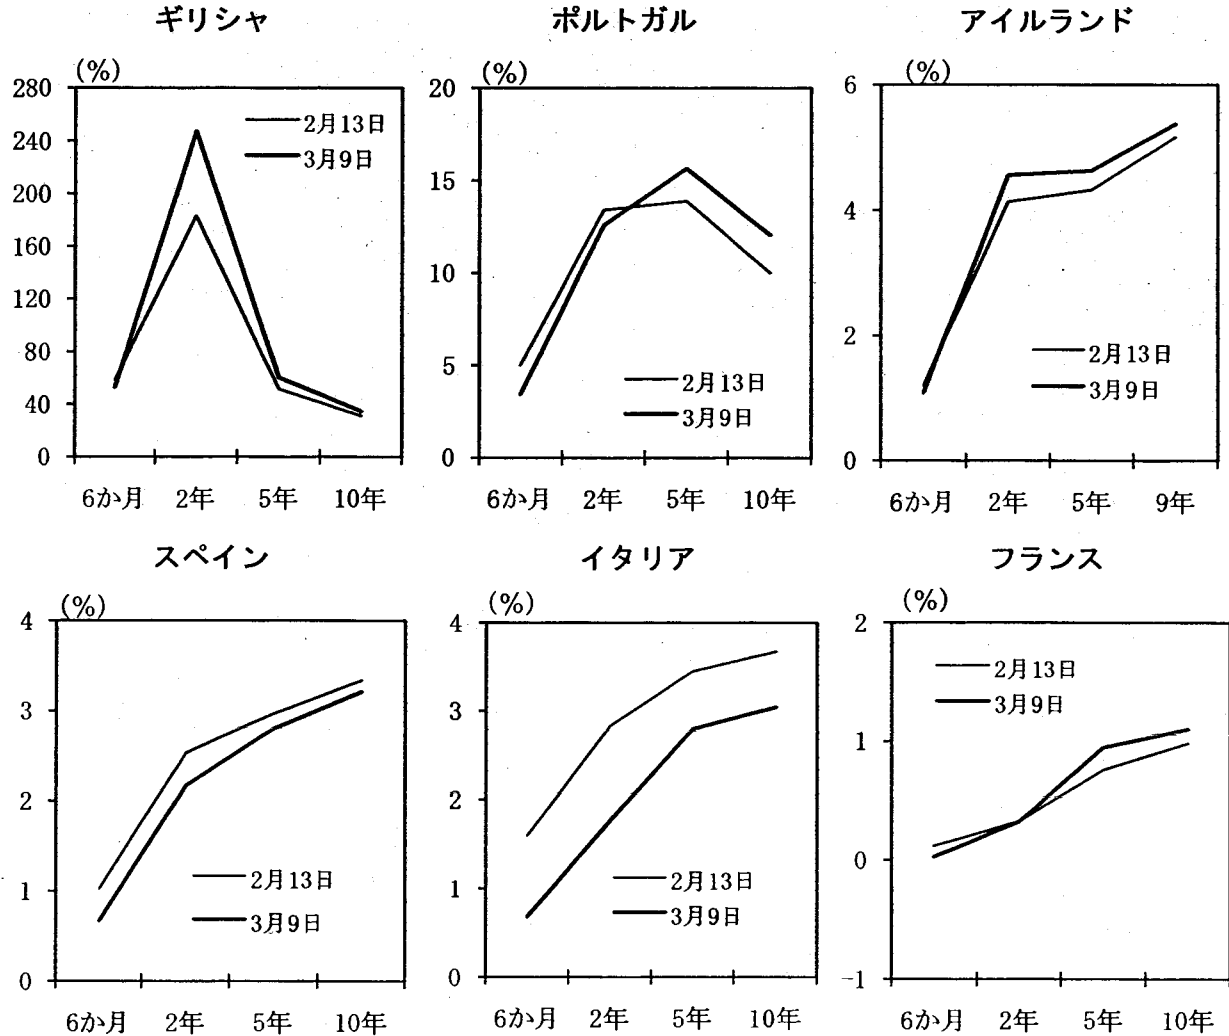 ギリシャ
(%)
280
240
200
160
120
80
40
0
2月13日
3月9日
6か月 2年 5年 10年
ポルトガル
(%)
20
15
10
5
0
2月13日
3月9日
6か月 2年 5年 10年
アイルランド
(%)
6
4
2
0
2月13日
3月9日
6か月 2年 5年 9年
スペイン
(%)
4
3
2
1
0
2月13日
3月9日
6か月 2年 5年 10年
イタリア
(%)
4
3
2
1
0
2月13日
3月9日
6か月 2年 5年 10年
フランス
(%)
2
1
0
-1
2月13日
3月9日
6か月 2年 5年 10年